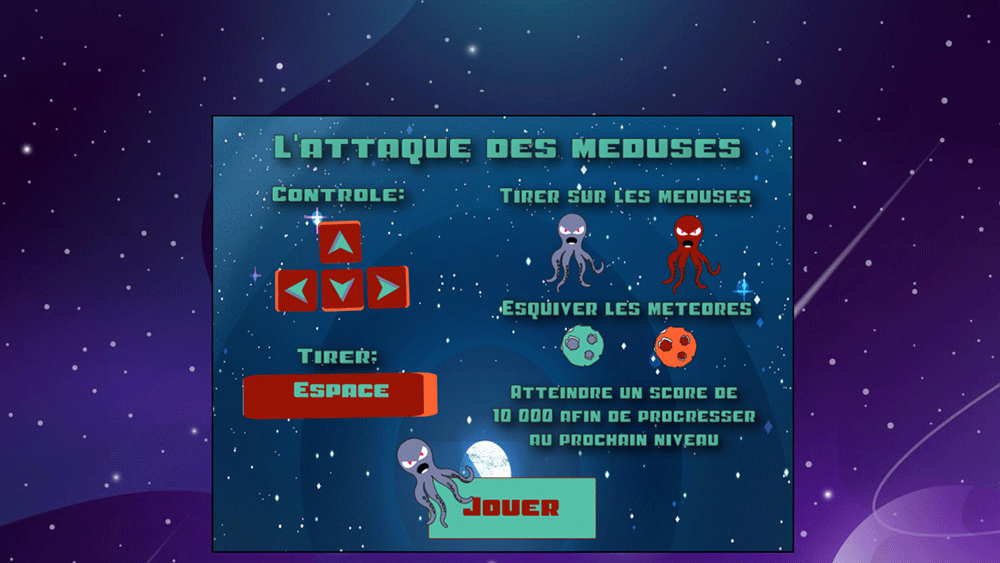 L'ATTAQUE DES MEDUSES
CONTROLE:
TIRER:
ESPACE
TIRER SUR LES MEDUSES
ESQUIVER LES METEORES
ATTEINDRE UN SCORE DE
10 000 AFIN DE PROGRESSER
AU PROCHAIN NIVEAU
JOUER